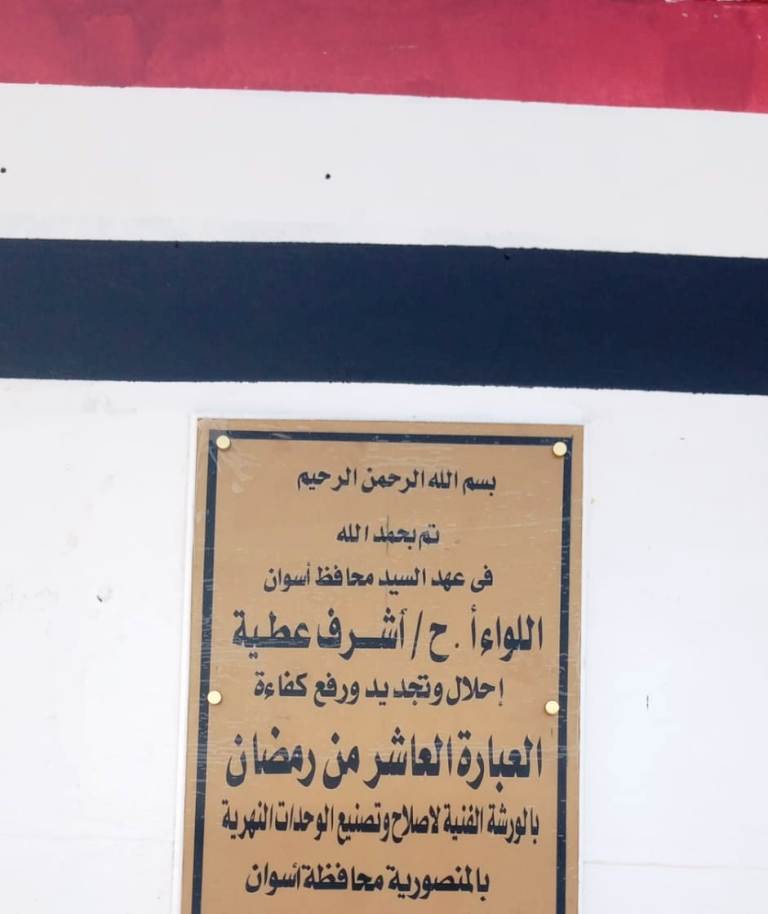 بسم الله الرحمن الرحيم
تم بحمد الله
فى عهد السيد محافظ أسوان
اللواء أ . ح / أشرف عطية
إحلال وتجديد ورفع كفاءة
العبارة العاشر من رمضان
بالورشة الفنية لاصلاح وتصنيع الوحدات النهرية
بالمنصورية محافظة أسوان